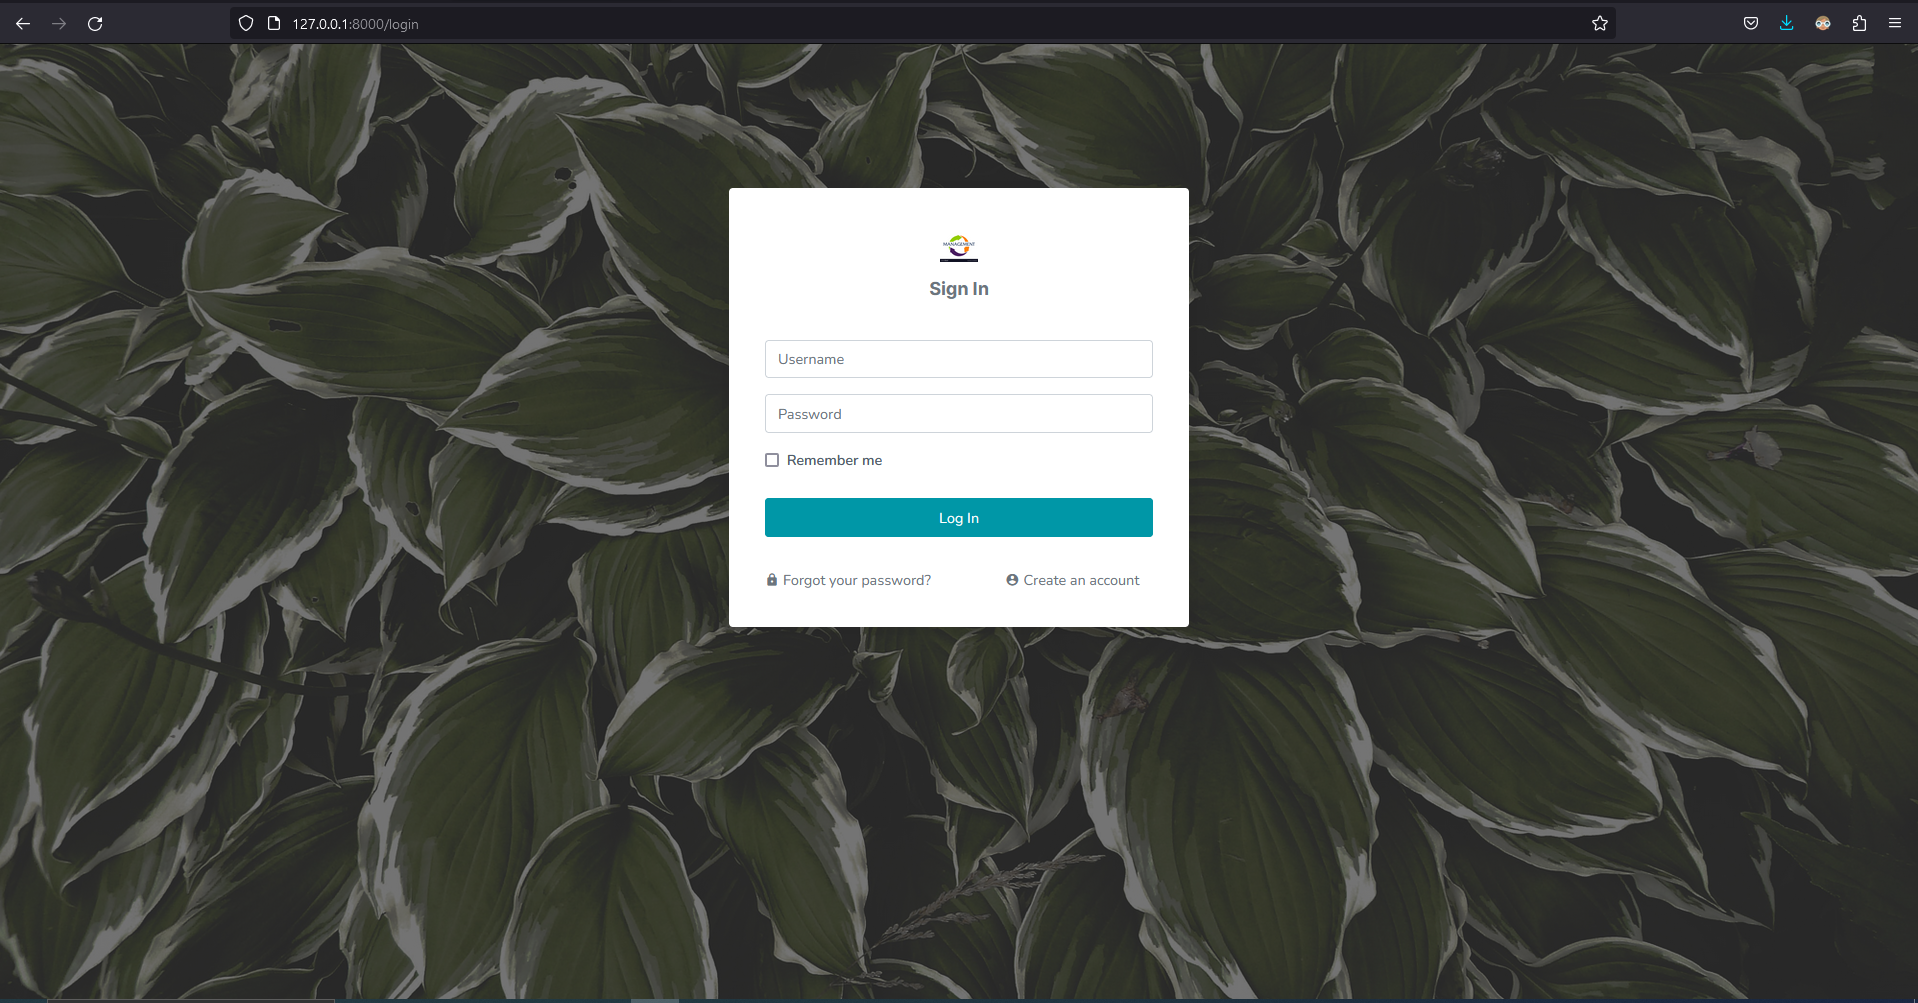 127.0.0.1:8000/login
MANAGEMENT
Sign In
Username
Password
Remember me
Log In
Forgot your password?
Create an account